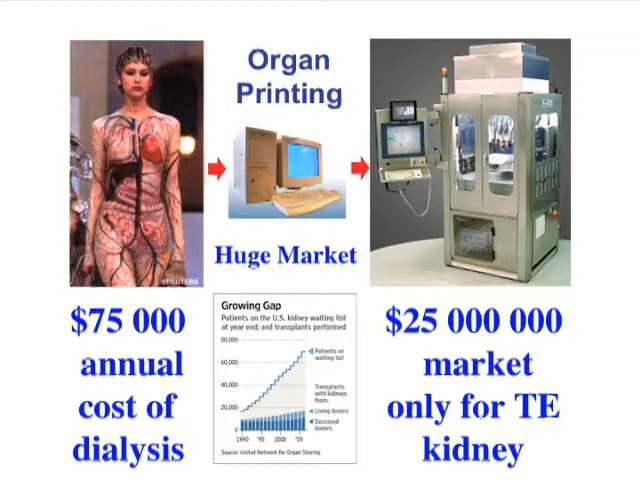 Organ
Printing
©REUTERS
Huge Market
$75 000
annual
cost of
dialysis
Growing Gap
Patients on the U.S. kidney waiting list
at year end; and transplants performed
80,000
60,000
40,000
20,000
0
1990 '95 2000 '05
Patients on
waiting list
Transplants
with kidneys
from:
Living donors
Deceased
donors
Source: United Network for Organ Sharing
$25 000 000
market
only for TE
kidney